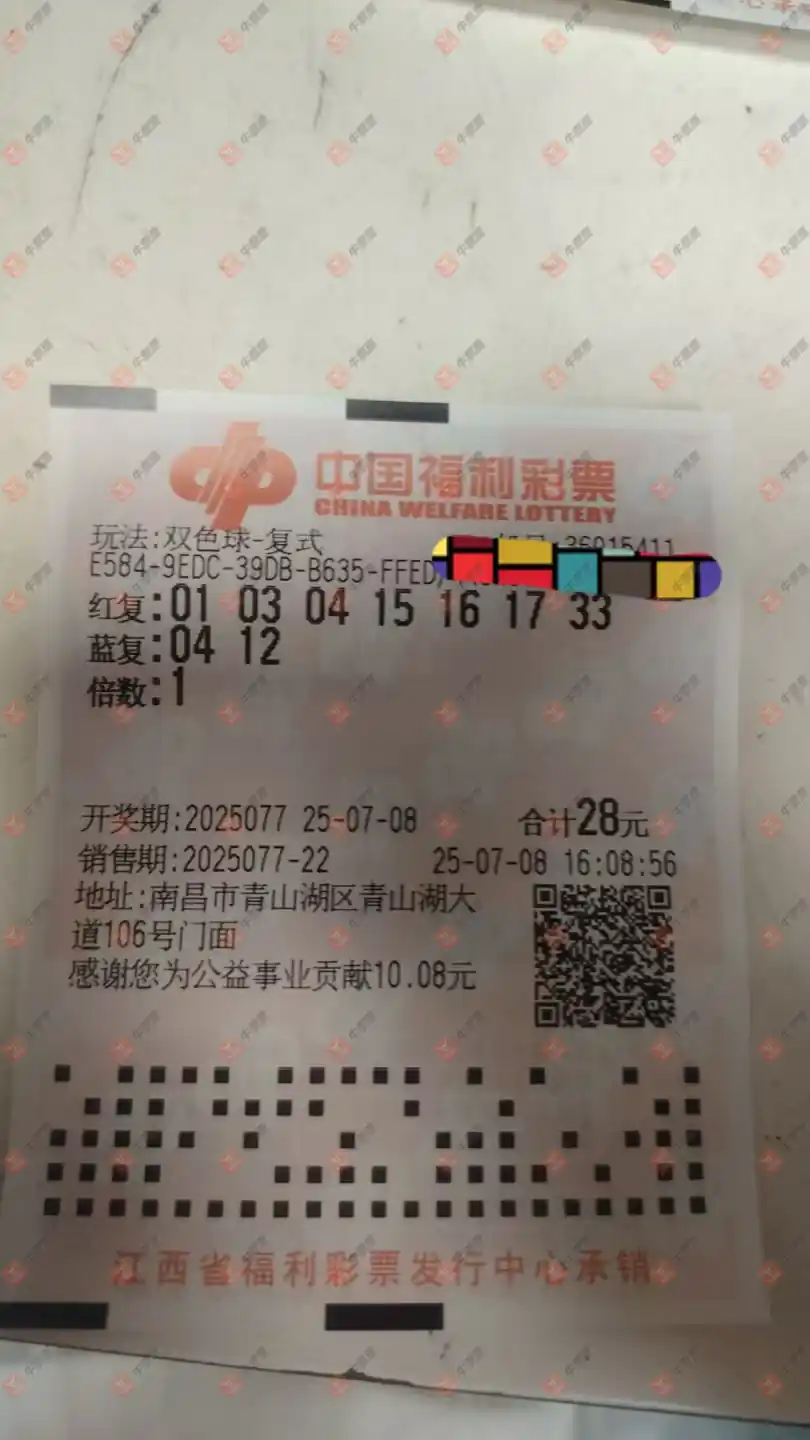 中国福利彩票
CHINA WELFARE LOTTERY
玩法:双色球-复式 36015411
E584-9EDC-39DB-B635-FFED
红复:01 03 04 15 16 17 33
蓝复:04 12
倍数:1
开奖期:2025077 25-07-08 合计28元
销售期:2025077-22 25-07-08 16:08:56
地址:南昌市青山湖区青山湖大
道106号门面
感谢您为公益事业贡献10.08元
江西省福利彩票发行中心承销